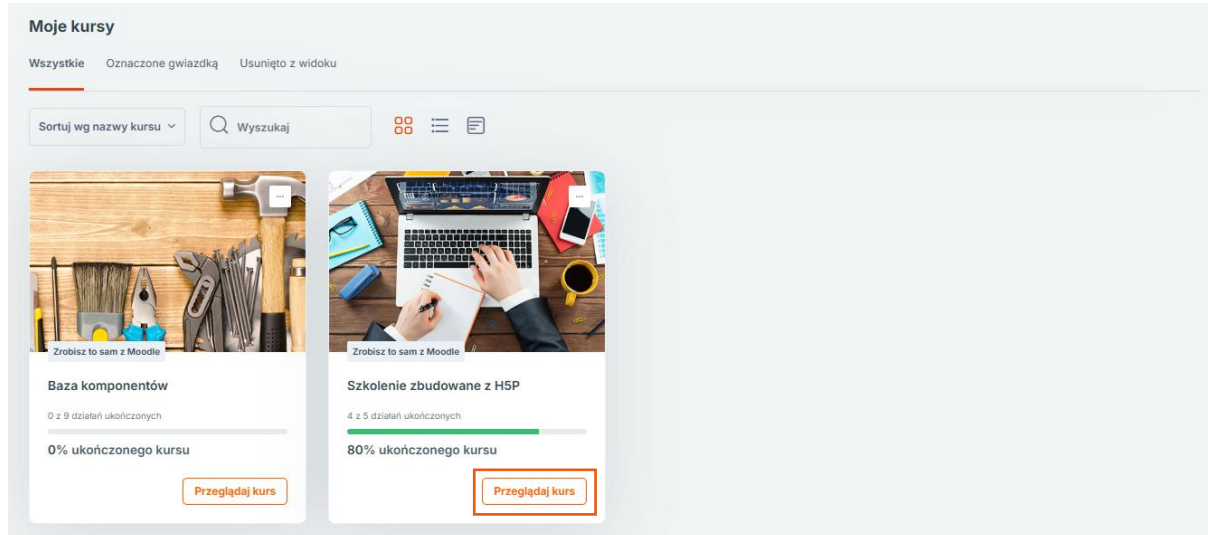 Moje kursy
Wszystkie Oznaczone gwiazdką Usunięto z widoku
Sortuj wg nazwy kursu Wyszukaj
Zrobisz to sam z Moodle
Baza komponentów
0 z 9 działań ukończonych
0% ukończonego kursu
Przeglądaj kurs
Zrobisz to sam z Moodle
Szkolenie zbudowane z H5P
4 z 5 działań ukończonych
80% ukończonego kursu
Przeglądaj kurs